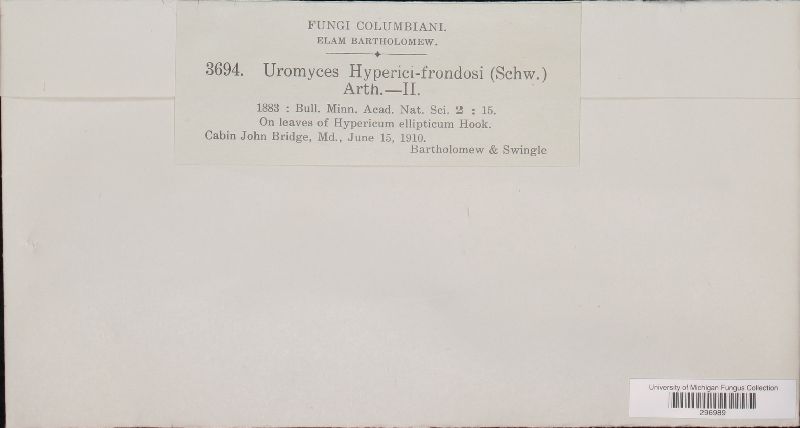 FUNGI COLUMBIANI.
ELAM BARTHOLOMEW.
3694. Uromyces Hyperici-frondosi (Schw.)
Arth.—II.
1883 : Bull. Minn. Acad. Nat. Sci. 2 : 15.
On leaves of Hypericum ellipticum Hook.
Cabin John Bridge, Md., June 15, 1910.
Bartholomew & Swingle
University of Michigan Fungus Collection
296989